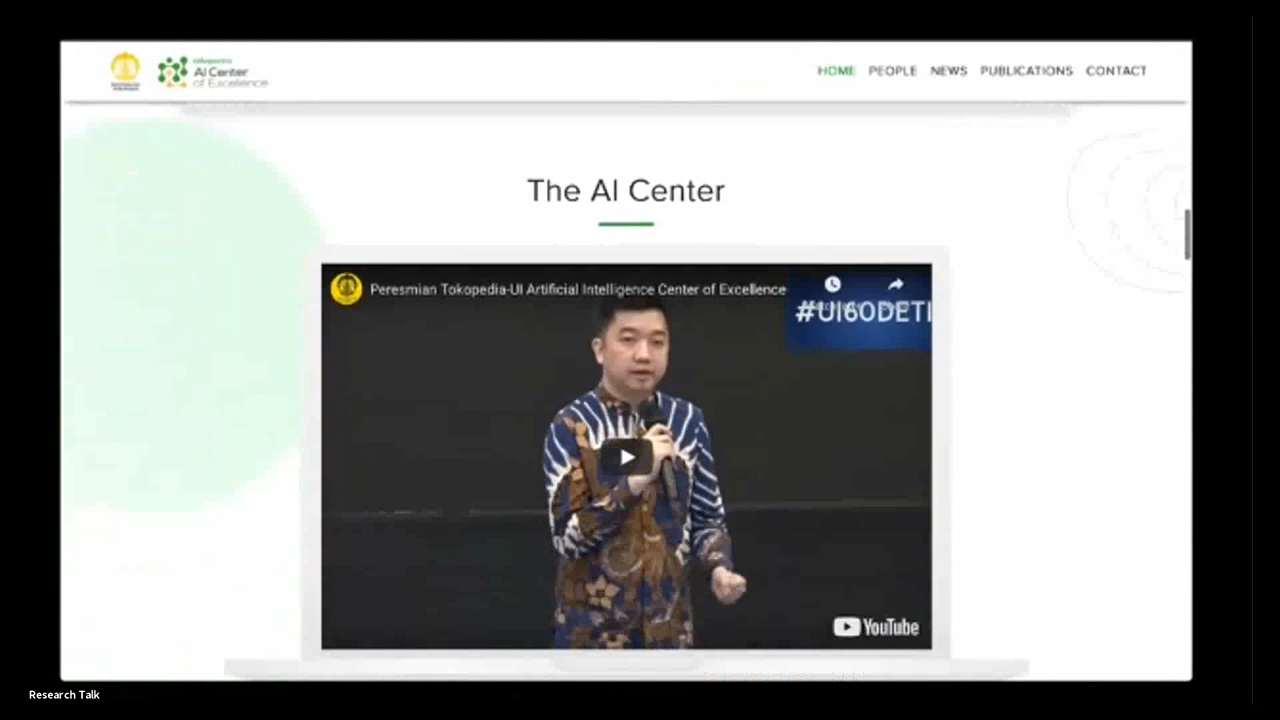 tokopedia
AI Center
of Excellence
HOME PEOPLE NEWS PUBLICATIONS CONTACT
The AI Center
Peresmian Tokopedia-UI Artificial Intelligence Center of Excellence
#UI60DETI
YouTube
Research Talk